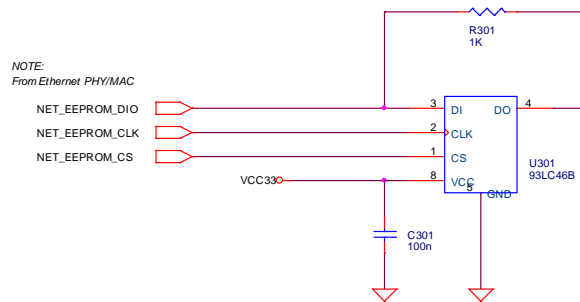 R301
1K
NOTE:
From Ethernet PHY/MAC
NET_EEPROM_DIO
3
DI
DO
4
NET_EEPROM_CLK
2
CLK
NET_EEPROM_CS
1
CS
U301
93LC46B
VCC33
8
VCC
5
GND
C301
100n